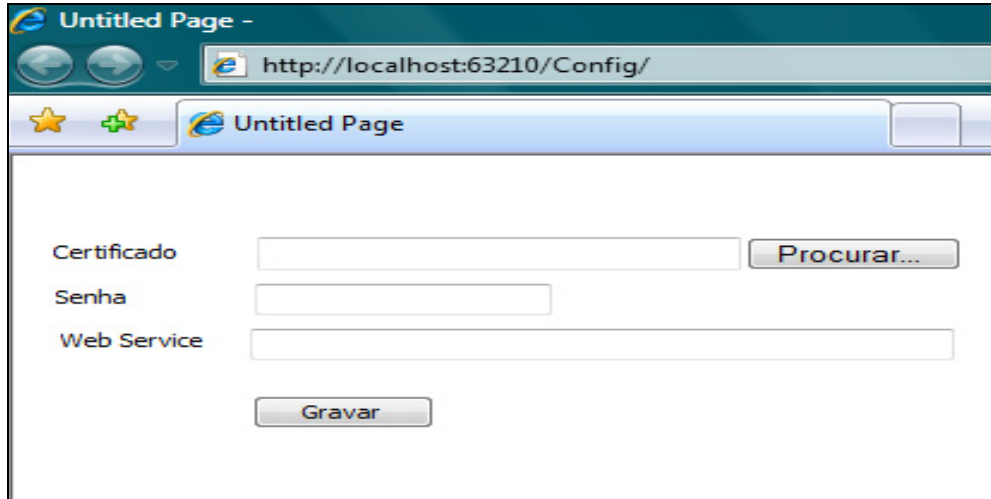 Untitled Page -
http://localhost:63210/Config/
Untitled Page
Certificado
Procurar...
Senha
Web Service
Gravar